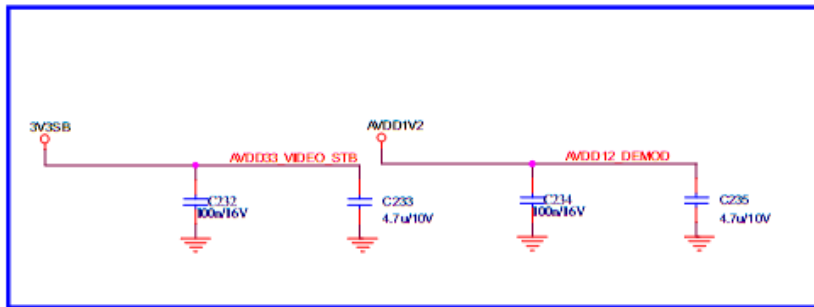 3V3SB
AVDD33_VIDEO_STB
AVDD1V2
AVDD12_DEMOD
C232
100n/16V
C233
4.7u/10V
C234
100n/16V
C235
4.7u/10V